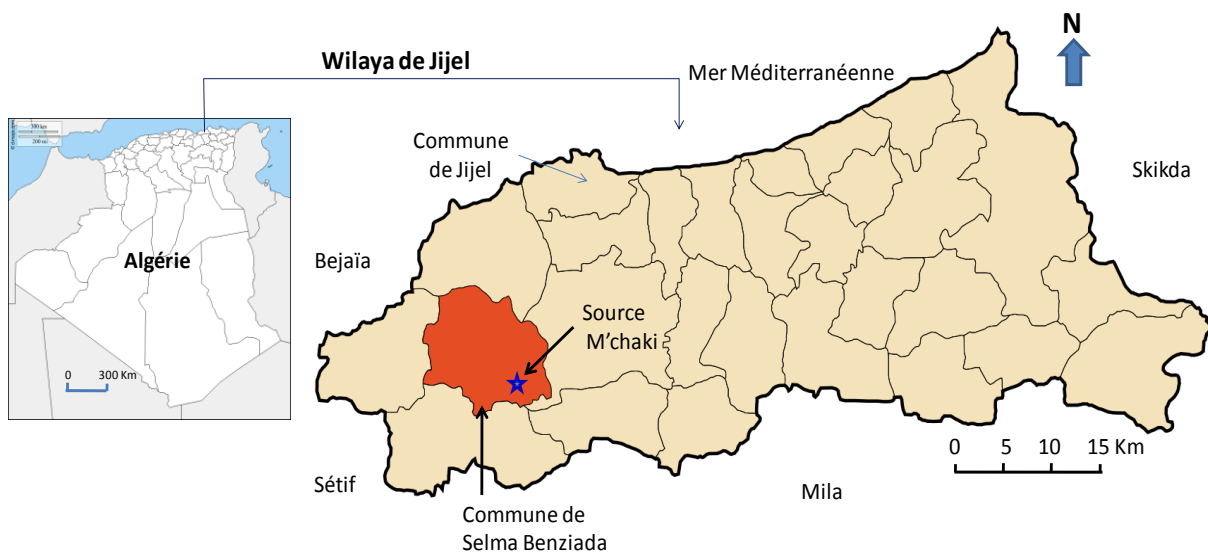 Wilaya de Jijel
N
Mer Méditerranéenne
Commune
de Jijel
Skikda
Algérie
Bejaïa
Source
M'chaki
0 300 Km
0 5 10 15 Km
Sétif
Mila
Commune de
Selma Benziada